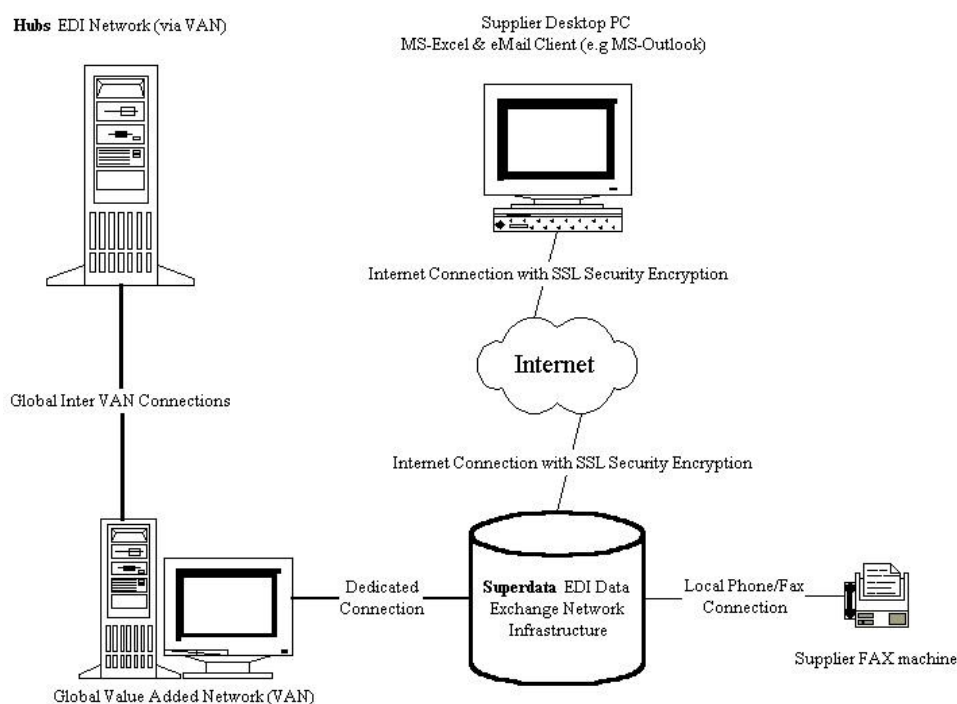 Hubs EDI Network (via VAN)
Supplier Desktop PC
MS-Excel & eMail Client (e.g MS-Outlook)
Internet Connection with SSL Security Encryption
Internet
Global Inter VAN Connections
Internet Connection with SSL Security Encryption
Dedicated
Connection
Superdata EDI Data
Exchange Network
Infrastructure
Local Phone/Fax
Connection
Supplier FAX machine
Global Value Added Network (VAN)